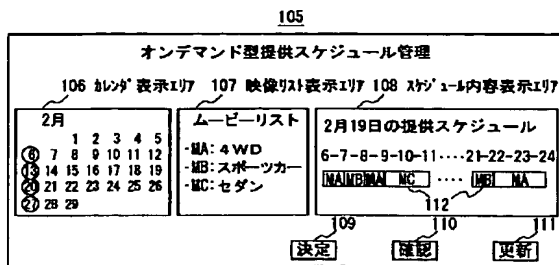 105
オンデマンド型提供スケジュール管理
106 カレンダ表示エリア 107 映像リスト表示エリア 108 スケジュール内容表示エリア
2月
1 2 3 4 5
6 7 8 9 10 11 12
13 14 15 16 17 18 19
20 21 22 23 24 25 26
27 28 29
ムービーリスト
-MA: 4WD
-MB: スポーツカー
-MC: セダン
2月19日の提供スケジュール
6-7-8-9-10-11‥‥21-22-23-24
MA MB MA MC MB MA
112
109 110 111
決定 確認 更新